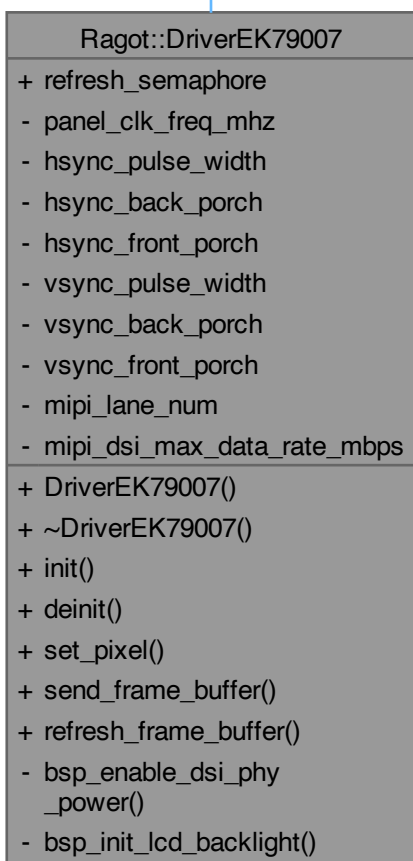 Ragot::DriverEK79007
+ refresh_semaphore
- panel_clk_freq_mhz
- hsync_pulse_width
- hsync_back_porch
- hsync_front_porch
- vsync_pulse_width
- vsync_back_porch
- vsync_front_porch
- mipi_lane_num
- mipi_dsi_max_data_rate_mbps
+ DriverEK79007()
+ ~DriverEK79007()
+ init()
+ deinit()
+ set_pixel()
+ send_frame_buffer()
+ refresh_frame_buffer()
- bsp_enable_dsi_phy
_power()
- bsp_init_lcd_backlight()